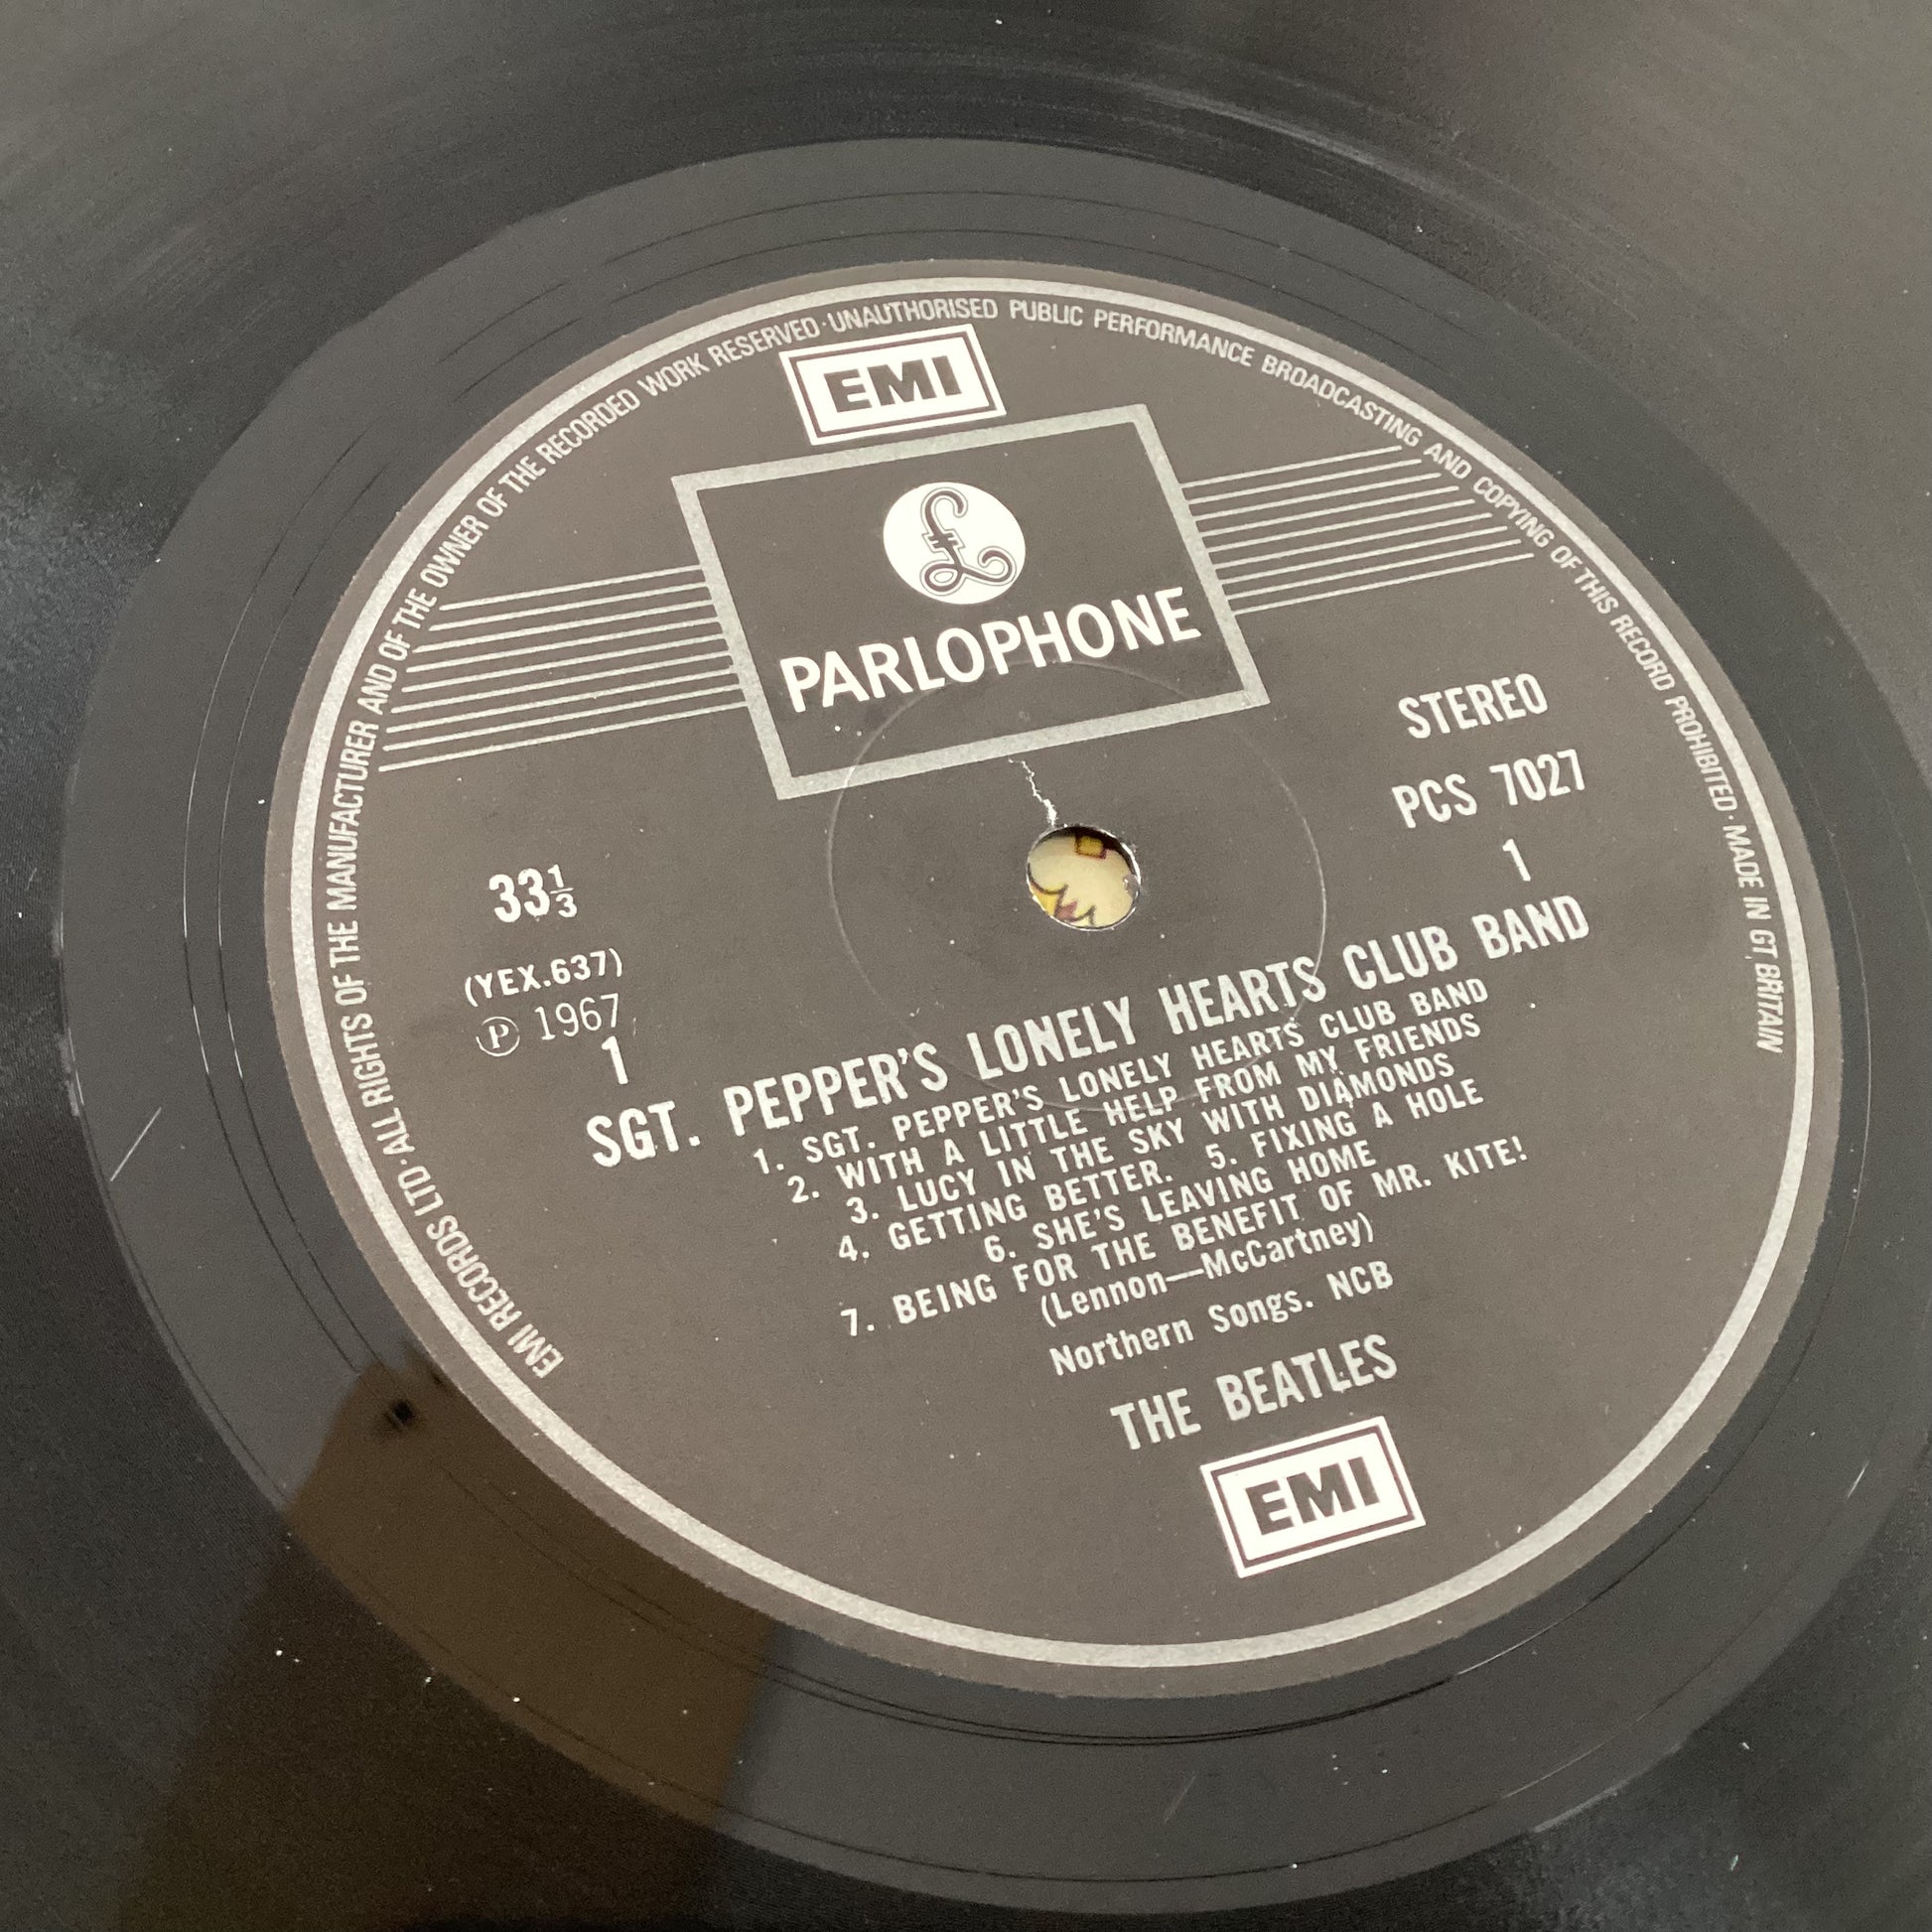 EMI RECORDS LTD · ALL RIGHTS OF THE MANUFACTURER AND OF THE OWNER OF THE RECORDED WORK RESERVED · UNAUTHORISED PUBLIC PERFORMANCE BROADCASTING AND COPYING OF THIS RECORD PROHIBITED · MADE IN GT. BRITAIN
EMI
£
PARLOPHONE
STEREO
PCS 7027
1
33⅓
(YEX.637)
℗ 1967
1
SGT. PEPPER'S LONELY HEARTS CLUB BAND
1. SGT. PEPPER'S LONELY HEARTS CLUB BAND
2. WITH A LITTLE HELP FROM MY FRIENDS
3. LUCY IN THE SKY WITH DIAMONDS
4. GETTING BETTER. 5. FIXING A HOLE
6. SHE'S LEAVING HOME
7. BEING FOR THE BENEFIT OF MR. KITE!
(Lennon—McCartney)
Northern Songs. NCB
THE BEATLES
EMI